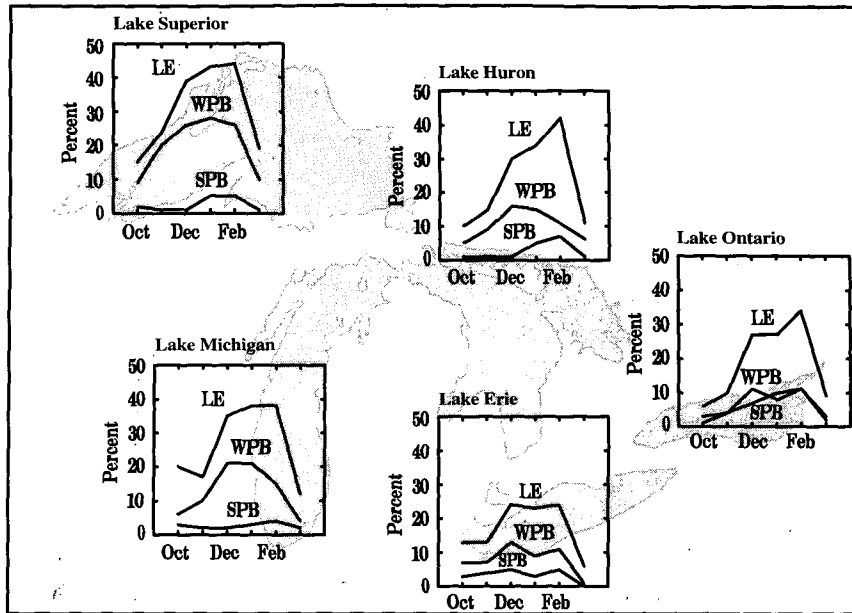 Lake Superior
50
40
30
20
10
0
Percent
LE
WPB
SPB
Oct Dec Feb
Lake Huron
50
40
30
20
10
0
Percent
LE
WPB
SPB
Oct Dec Feb
Lake Ontario
50
40
30
20
10
0
Percent
LE
WPB
SPB
Oct Dec Feb
Lake Michigan
50
40
30
20
10
0
Percent
LE
WPB
SPB
Oct Dec Feb
Lake Erie
50
40
30
20
10
0
Percent
LE
WPB
SPB
Oct Dec Feb